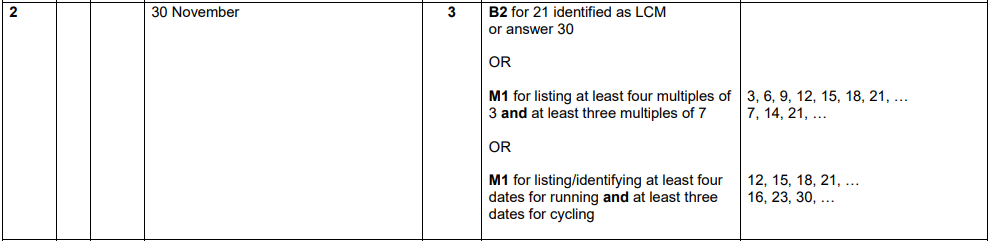 2
30 November
3
B2 for 21 identified as LCM
or answer 30
OR
M1 for listing at least four multiples of
3 and at least three multiples of 7
3, 6, 9, 12, 15, 18, 21, …
7, 14, 21, …
OR
M1 for listing/identifying at least four
dates for running and at least three
dates for cycling
12, 15, 18, 21, …
16, 23, 30, …